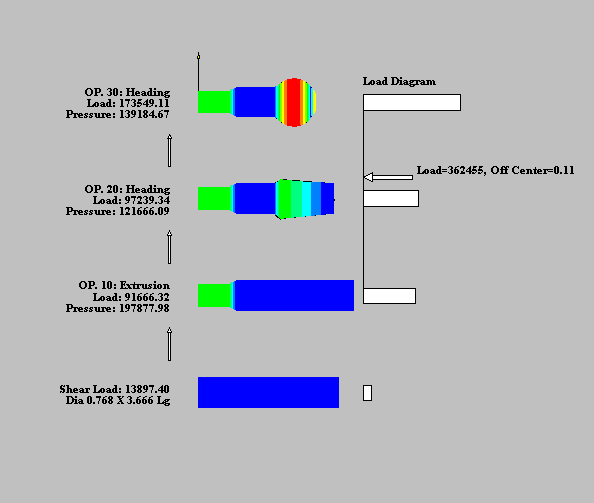 OP. 30: Heading
Load: 173549.11
Pressure: 139184.67
Load Diagram
Load=362455, Off Center=0.11
OP. 20: Heading
Load: 97239.34
Pressure: 121666.09
OP. 10: Extrusion
Load: 91666.32
Pressure: 197877.98
Shear Load: 13897.40
Dia 0.768 X 3.666 Lg